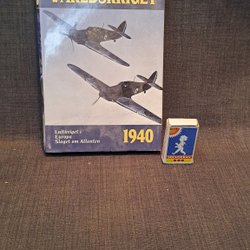 VÄRLDSKRIGET
Luftkriget i
Europa
Slaget om Atlanten
1940